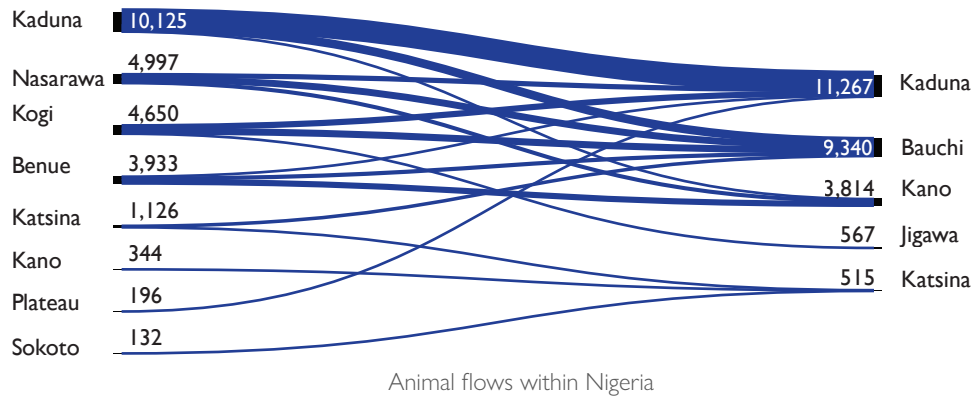 Kaduna 10,125
Nasarawa 4,997
Kogi 4,650
Benue 3,933
Katsina 1,126
Kano 344
Plateau 196
Sokoto 132
11,267 Kaduna
9,340 Bauchi
3,814 Kano
567 Jigawa
515 Katsina
Animal flows within Nigeria